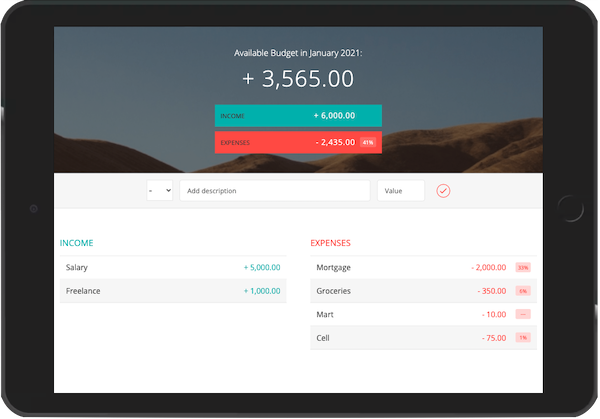 Available Budget in January 2021:
+ 3,565.00
INCOME + 6,000.00
EXPENSES - 2,435.00 41%
- Add description Value
INCOME
Salary + 5,000.00
Freelance + 1,000.00
EXPENSES
Mortgage - 2,000.00 33%
Groceries - 350.00 6%
Mart - 10.00 ---
Cell - 75.00 1%